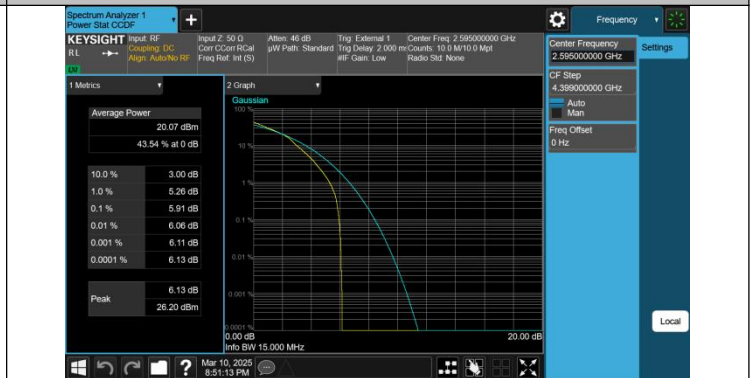 Spectrum Analyzer 1
Power Stat CCDF
Frequency
KEYSIGHT Input: RF Input Z: 50 Ω Atten: 46 dB Trig: External 1 Center Freq: 2.595000000 GHz
RL Coupling: DC Corr CCorr RCal µW Path: Standard Trig Delay: 2.000 m Counts: 10.0 M/10.0 Mpt
Align: Auto/No RF Freq Ref: Int (S) #IF Gain: Low Radio Std: None
1 Metrics
2 Graph
Average Power
20.07 dBm
43.54 % at 0 dB
10.0 % 3.00 dB
1.0 % 5.26 dB
0.1 % 5.91 dB
0.01 % 6.06 dB
0.001 % 6.11 dB
0.0001 % 6.13 dB
Peak 6.13 dB
26.20 dBm
Gaussian
100 %
10 %
1 %
0.1 %
0.01 %
0.001 %
0.0001 %
0.00 dB 20.00 dB
Info BW 15.000 MHz
Center Frequency
2.595000000 GHz
Settings
CF Step
4.399000000 GHz
Auto
Man
Freq Offset
0 Hz
Local
? Mar 10, 2025
8:51:13 PM